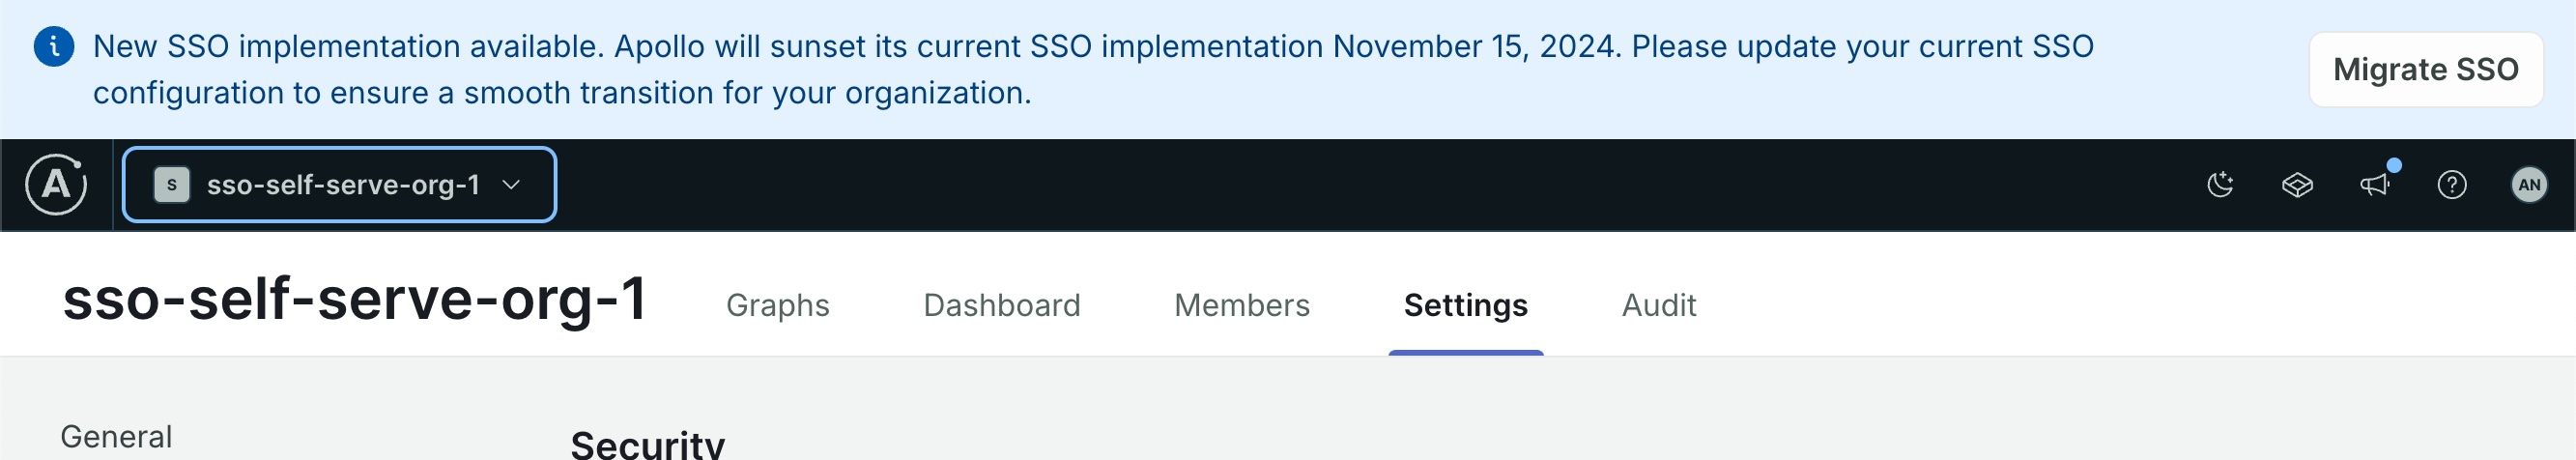 New SSO implementation available. Apollo will sunset its current SSO implementation November 15, 2024. Please update your current SSO
configuration to ensure a smooth transition for your organization.
Migrate SSO
A
S sso-self-serve-org-1
? AN
sso-self-serve-org-1 Graphs Dashboard Members Settings Audit
General
Security